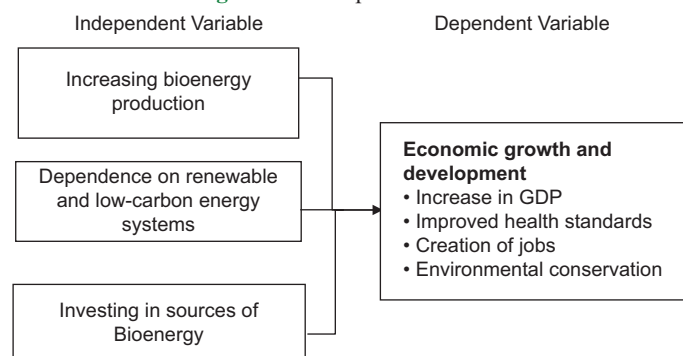 Independent Variable
Dependent Variable
Increasing bioenergy
production
Dependence on renewable
and low-carbon energy
systems
Investing in sources of
Bioenergy
Economic growth and
development
• Increase in GDP
• Improved health standards
• Creation of jobs
• Environmental conservation